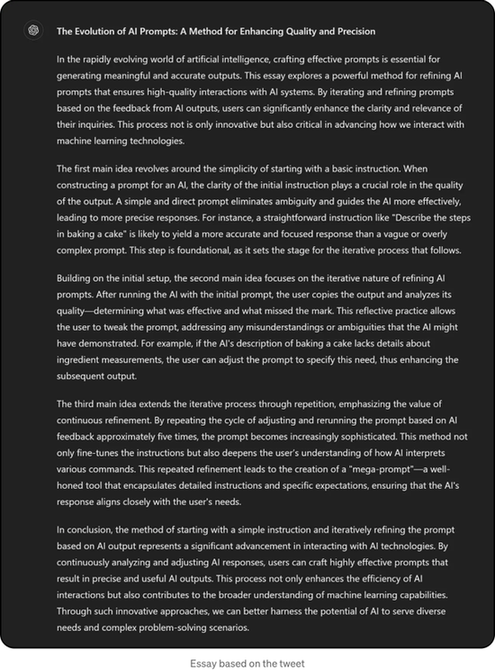 The Evolution of AI Prompts: A Method for Enhancing Quality and Precision
In the rapidly evolving world of artificial intelligence, crafting effective prompts is essential for
generating meaningful and accurate outputs. This essay explores a powerful method for refining AI
prompts that ensures high-quality interactions with AI systems. By iterating and refining prompts
based on the feedback from AI outputs, users can significantly enhance the clarity and relevance of
their inquiries. This process is not only innovative but also critical in advancing how we interact with
machine learning technologies.
The first main idea revolves around the simplicity of starting with a basic instruction. When
constructing a prompt for an AI, the clarity of the initial instruction plays a crucial role in the quality
of the output. A simple and direct prompt eliminates ambiguity and guides the AI more effectively,
leading to more precise responses. For instance, a straightforward instruction like "Describe the steps
in baking a cake" is likely to yield a more accurate and focused response than a vague or overly
complex prompt. This step is foundational, as it sets the stage for the iterative process that follows.
Building on the initial setup, the second main idea focuses on the iterative nature of refining AI
prompts. After running the AI with the initial prompt, the user copies the output and analyzes its
quality—determining what was effective and what missed the mark. This reflective practice allows
the user to tweak the prompt, addressing any misunderstandings or ambiguities that the AI might
have demonstrated. For example, if the AI's description of baking a cake lacks details about
ingredient measurements, the user can adjust the prompt to specify this need, thus enhancing the
subsequent output.
The third main idea extends the iterative process through repetition, emphasizing the value of
continuous refinement. By repeating the cycle of adjusting and rerunning the prompt based on AI
feedback approximately five times, the prompt becomes increasingly sophisticated. This method not
only fine-tunes the instructions but also deepens the user's understanding of how AI interprets
various commands. This repeated refinement leads to the creation of a "mega-prompt"—a well-
honed tool that encapsulates detailed instructions and specific expectations, ensuring that the AI's
response aligns closely with the user's needs.
In conclusion, the method of starting with a simple instruction and iteratively refining the prompt
based on AI output represents a significant advancement in interacting with AI technologies. By
continuously analyzing and adjusting AI responses, users can craft highly effective prompts that
result in precise and useful AI outputs. This process not only enhances the efficiency of AI
interactions but also contributes to the broader understanding of machine learning capabilities.
Through such innovative approaches, we can better harness the potential of AI to serve diverse
needs and complex problem-solving scenarios.
Essay based on the tweet